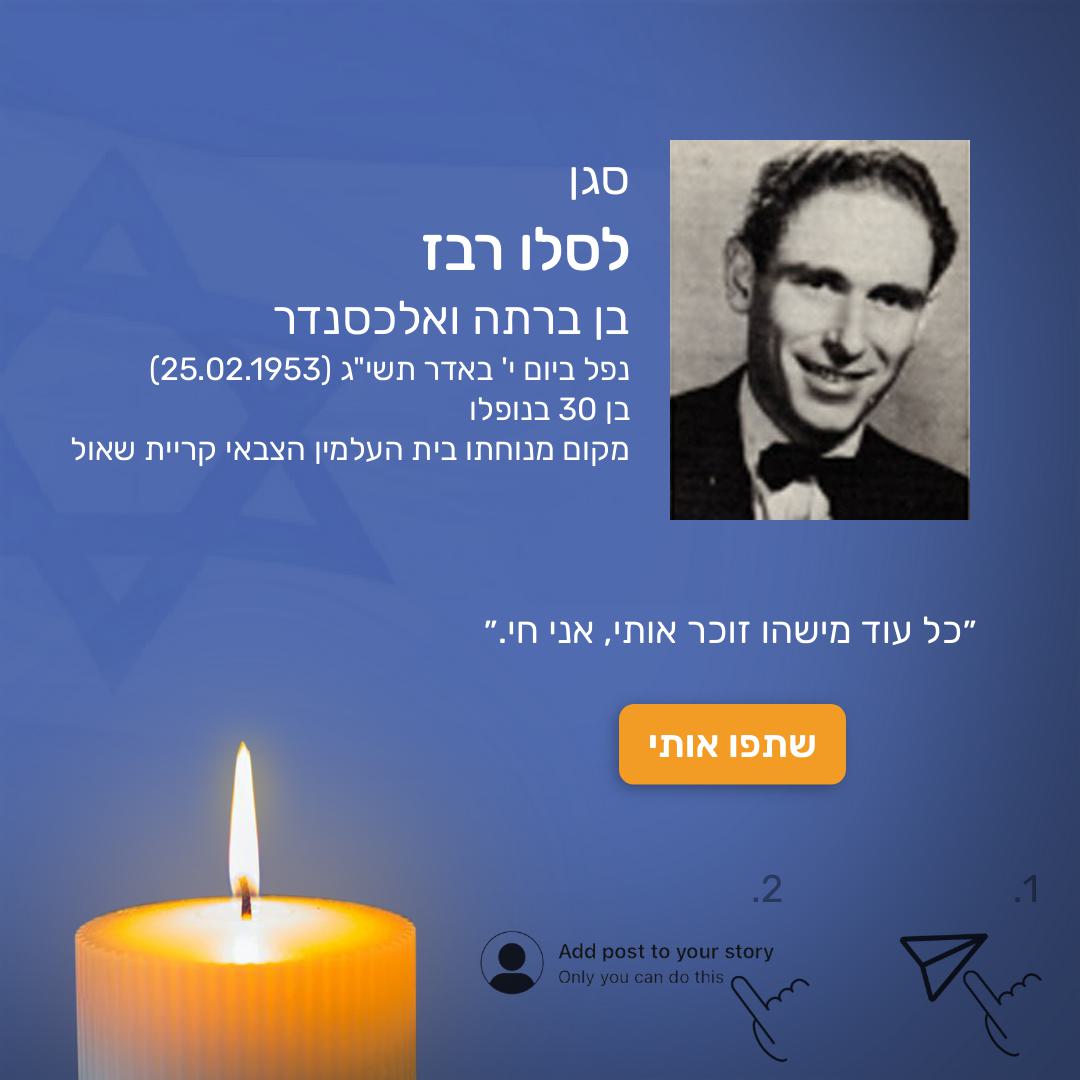 סגן
לסלו רבז
בן ברתה ואלכסנדר
נפל ביום י' באדר תשי"ג (25.02.1953)
בן 30 בנופלו
מקום מנוחתו בית העלמין הצבאי קריית שאול
״כל עוד מישהו זוכר אותי, אני חי.״
שתפו אותי
1.
2.
Add post to your story
Only you can do this